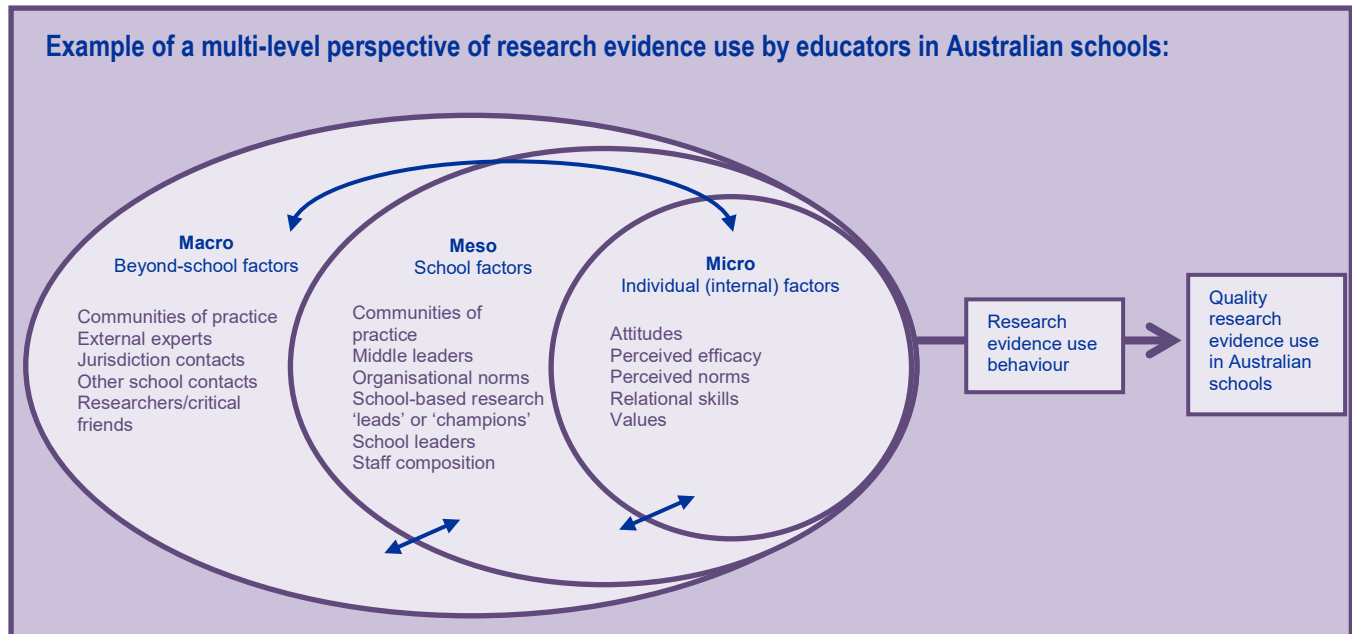 Example of a multi-level perspective of research evidence use by educators in Australian schools:
Macro
Beyond-school factors
Communities of practice
External experts
Jurisdiction contacts
Other school contacts
Researchers/critical
friends
Meso
School factors
Communities of
practice
Middle leaders
Organisational norms
School-based research
‘leads’ or ‘champions’
School leaders
Staff composition
Micro
Individual (internal) factors
Attitudes
Perceived efficacy
Perceived norms
Relational skills
Values
Research
evidence use
behaviour
Quality
research
evidence use
in Australian
schools